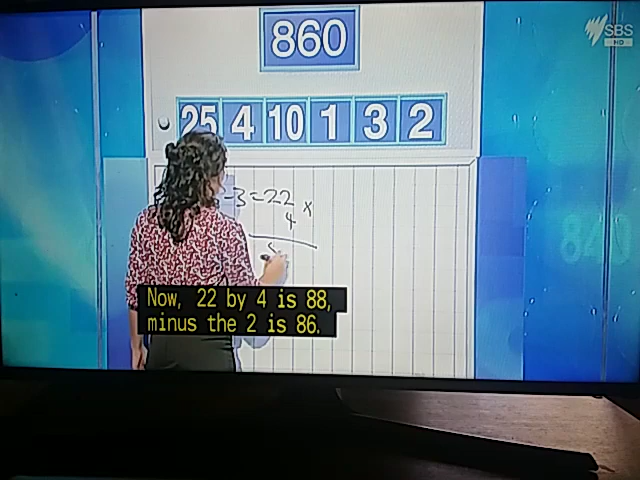 860
SBS
HD
25 4 10 1 3 2
-3=22
4 x
840
Now, 22 by 4 is 88,
minus the 2 is 86.